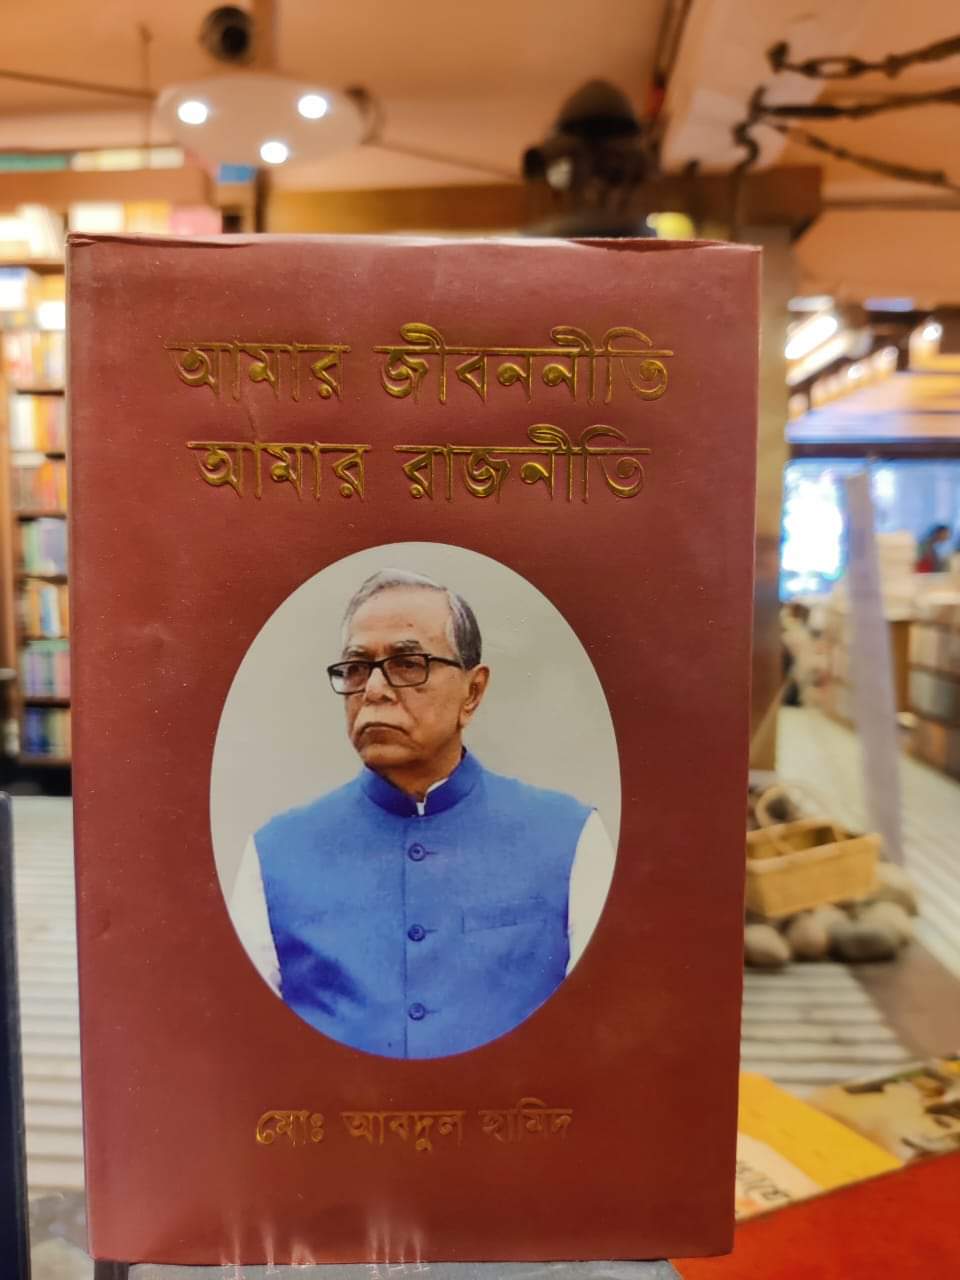 আমার জীবননীতি
আমার রাজনীতি
মোঃ আবদুল হামিদ